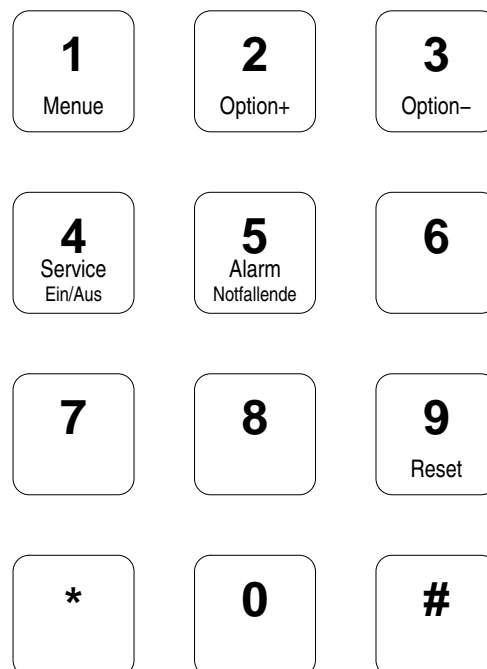 1 2 3
Menue Option+ Option–
4 5 6
Service Alarm
Ein/Aus Notfallende
7 8 9
Reset
* 0 #